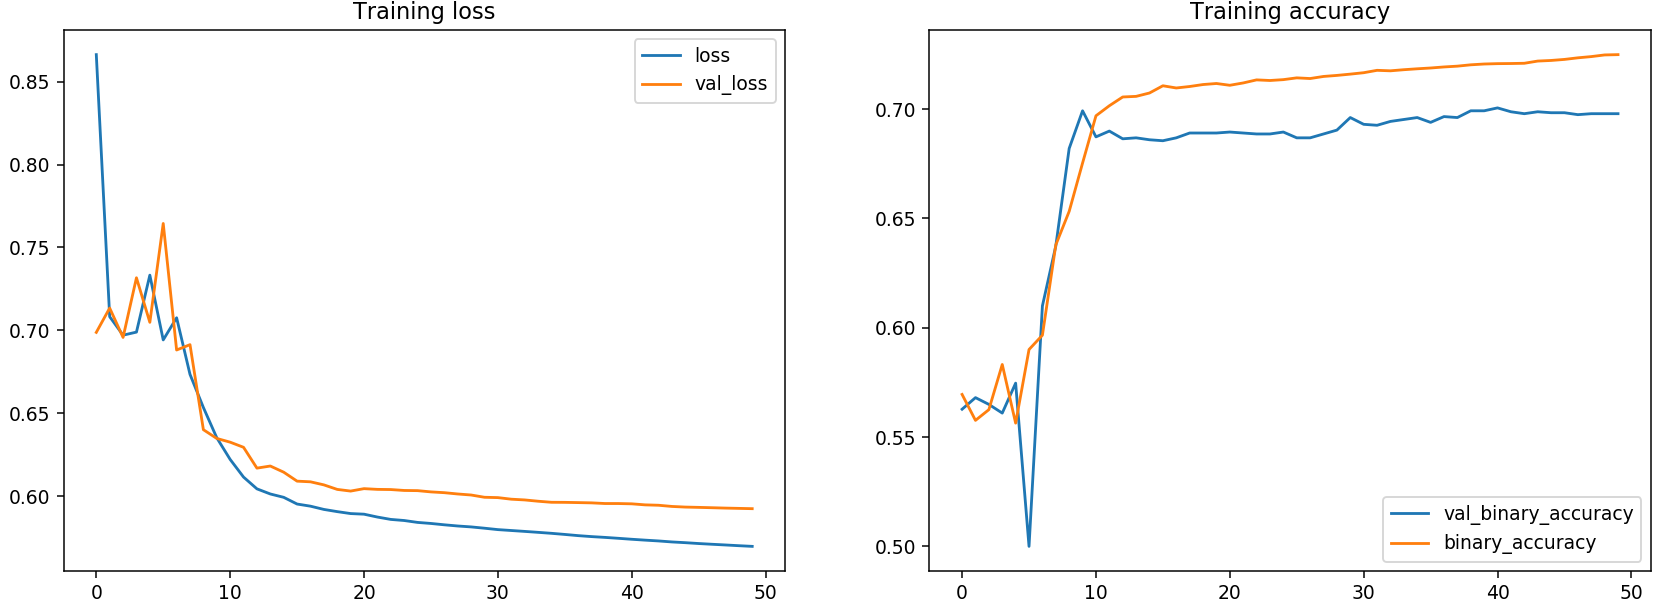 Training loss
loss
val_loss
0.85
0.80
0.75
0.70
0.65
0.60
0 10 20 30 40 50
Training accuracy
0.70
0.65
0.60
0.55
0.50
val_binary_accuracy
binary_accuracy
0 10 20 30 40 50